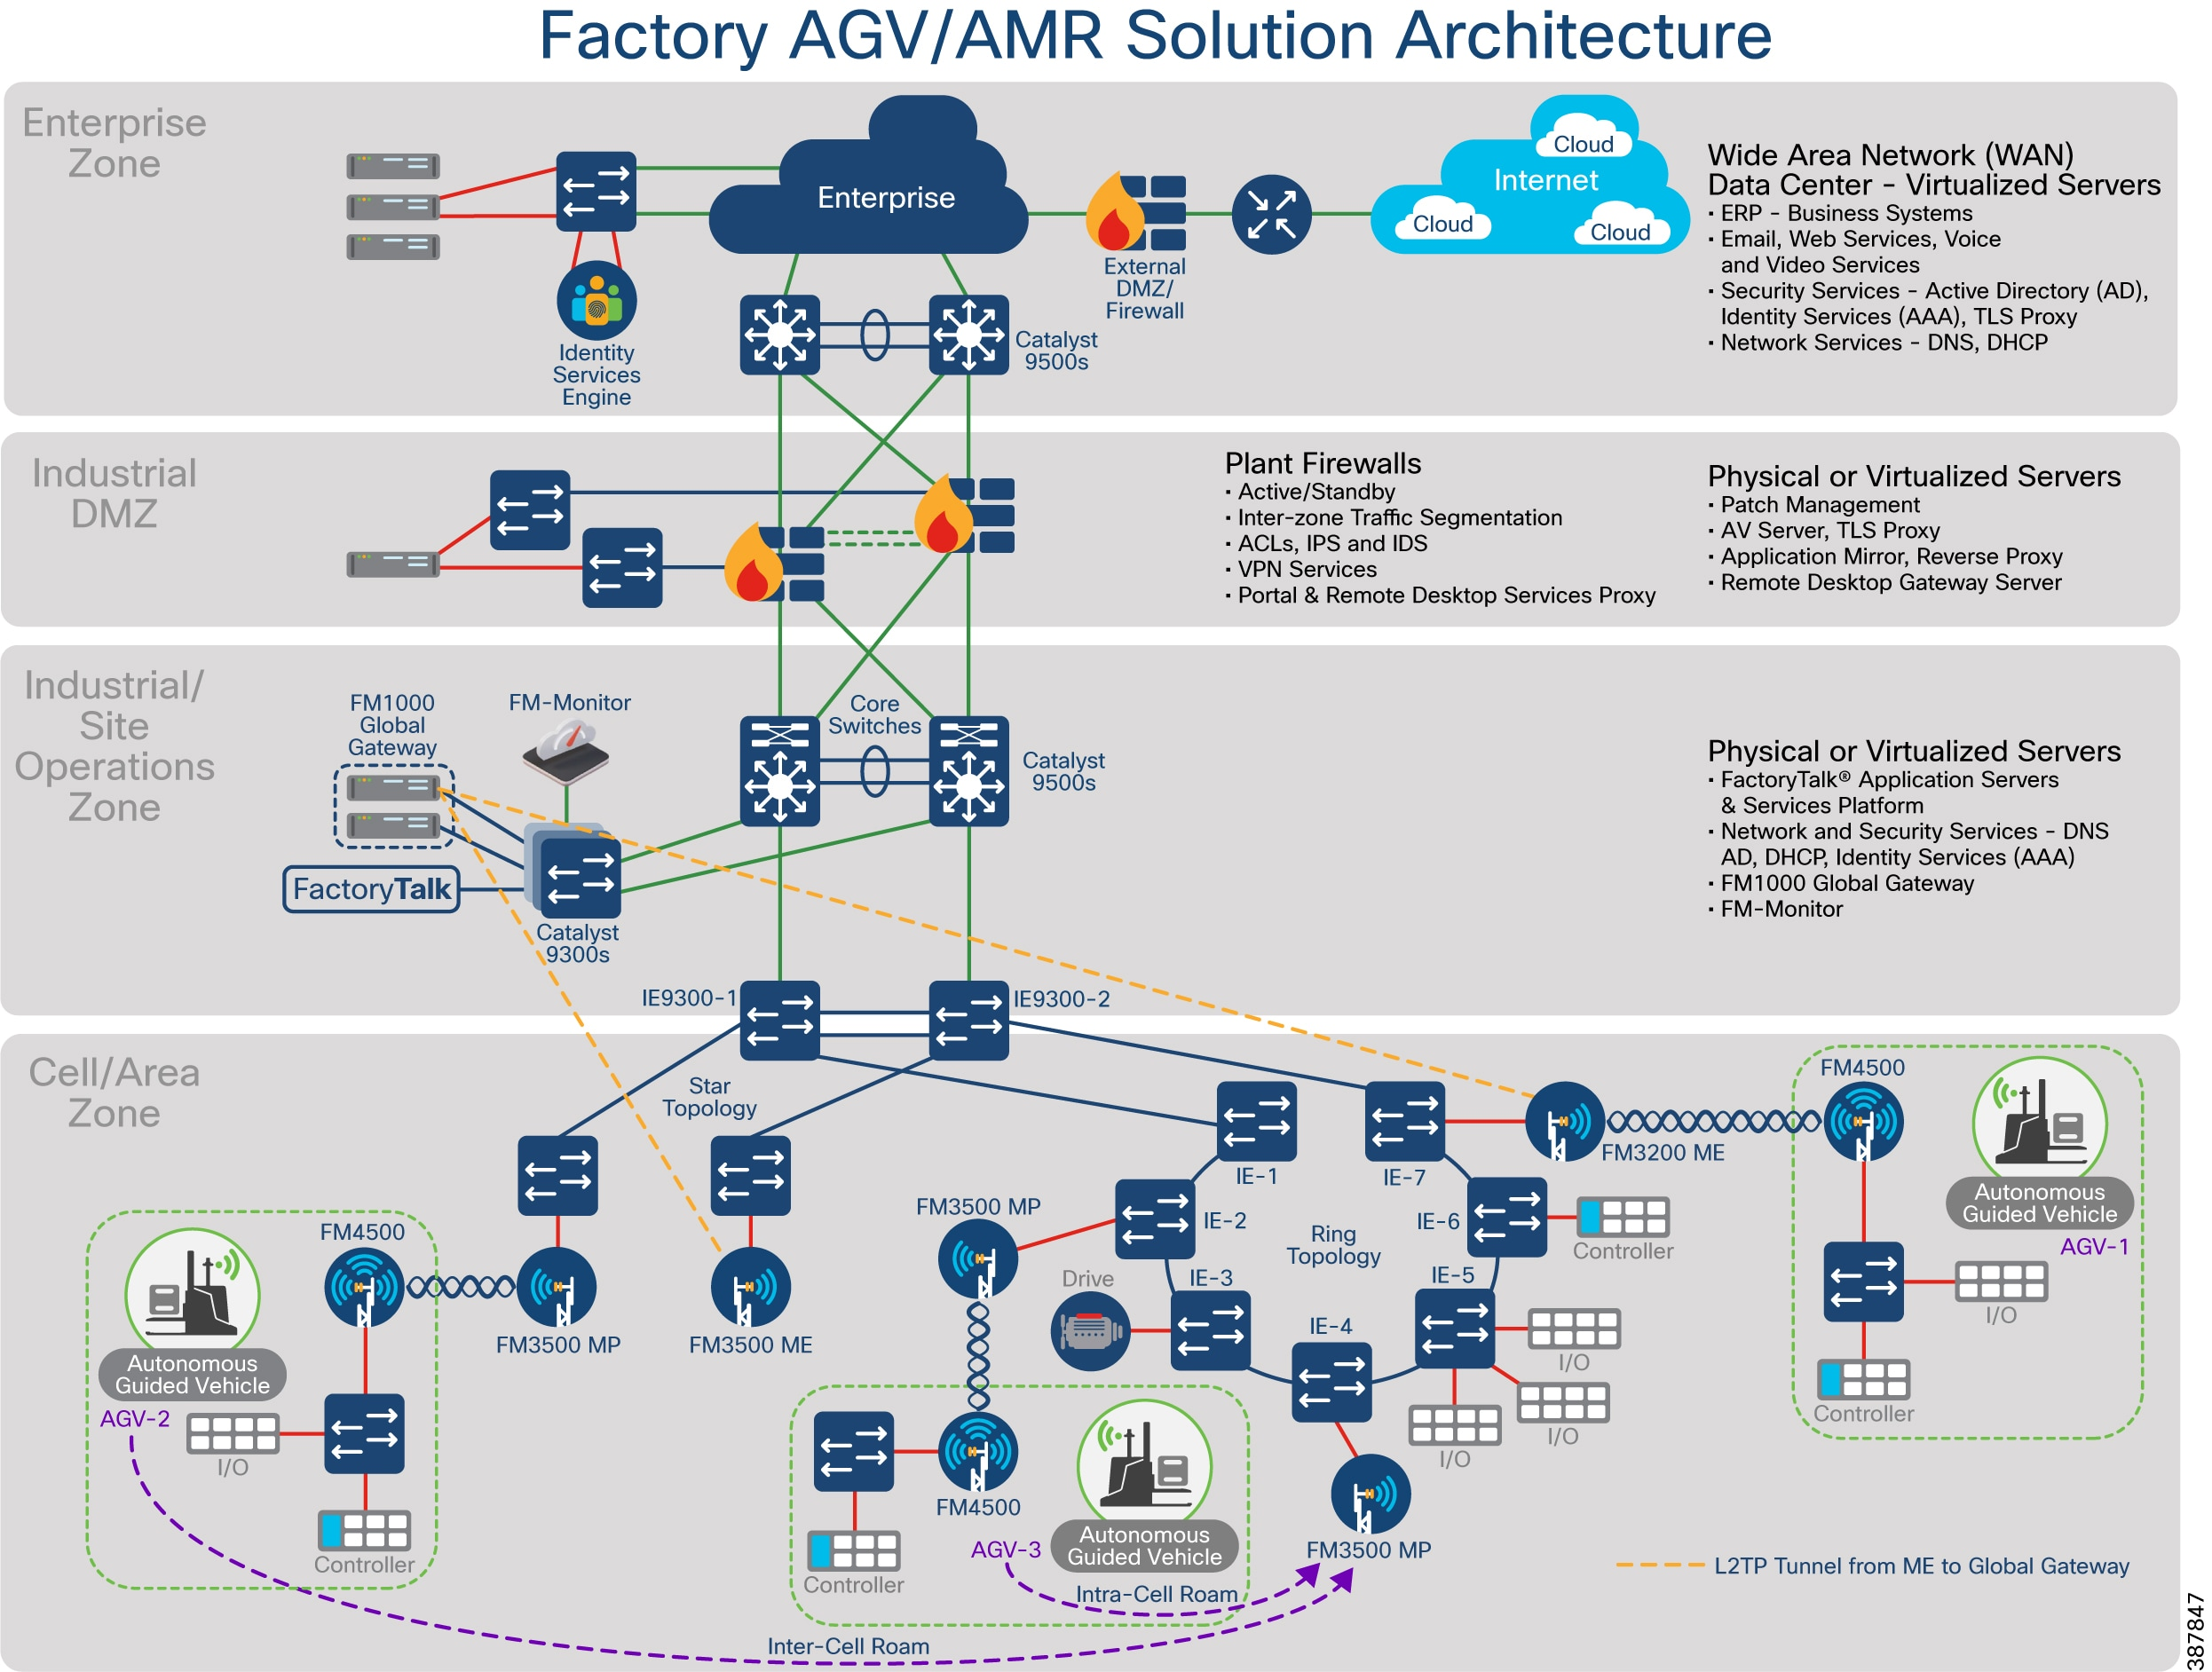 Factory AGV/AMR Solution Architecture
Enterprise
Zone
Enterprise
Identity
Services
Engine
Catalyst
9500s
External
DMZ/
Firewall
Internet
Cloud
Cloud
Cloud
Wide Area Network (WAN)
Data Center - Virtualized Servers
· ERP - Business Systems
· Email, Web Services, Voice
and Video Services
· Security Services - Active Directory (AD),
Identity Services (AAA), TLS Proxy
· Network Services - DNS, DHCP
Industrial
DMZ
Plant Firewalls
· Active/Standby
· Inter-zone Traffic Segmentation
· ACLs, IPS and IDS
· VPN Services
· Portal & Remote Desktop Services Proxy
Physical or Virtualized Servers
· Patch Management
· AV Server, TLS Proxy
· Application Mirror, Reverse Proxy
· Remote Desktop Gateway Server
Industrial/
Site
Operations
Zone
FM1000
Global
Gateway
FM-Monitor
FactoryTalk
Catalyst
9300s
Core
Switches
Catalyst
9500s
Physical or Virtualized Servers
· FactoryTalk® Application Servers
& Services Platform
· Network and Security Services - DNS
AD, DHCP, Identity Services (AAA)
· FM1000 Global Gateway
· FM-Monitor
IE9300-1
IE9300-2
Cell/Area
Zone
Star
Topology
FM4500
Autonomous
Guided Vehicle
AGV-2
I/O
Controller
FM3500 MP
FM3500 ME
FM3500 MP
Drive
IE-1
IE-2
IE-3
IE-4
IE-5
IE-6
IE-7
Ring
Topology
Controller
I/O
I/O
I/O
FM3200 ME
FM4500
Autonomous
Guided Vehicle
AGV-1
I/O
Controller
FM4500
Controller
AGV-3
Autonomous
Guided Vehicle
FM3500 MP
Intra-Cell Roam
Inter-Cell Roam
L2TP Tunnel from ME to Global Gateway
387847